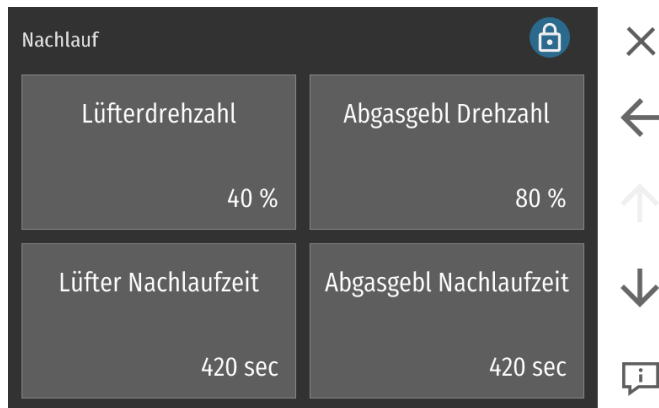 Nachlauf
Lüfterdrehzahl
40 %
Abgasgebl Drehzahl
80 %
Lüfter Nachlaufzeit
420 sec
Abgasgebl Nachlaufzeit
420 sec